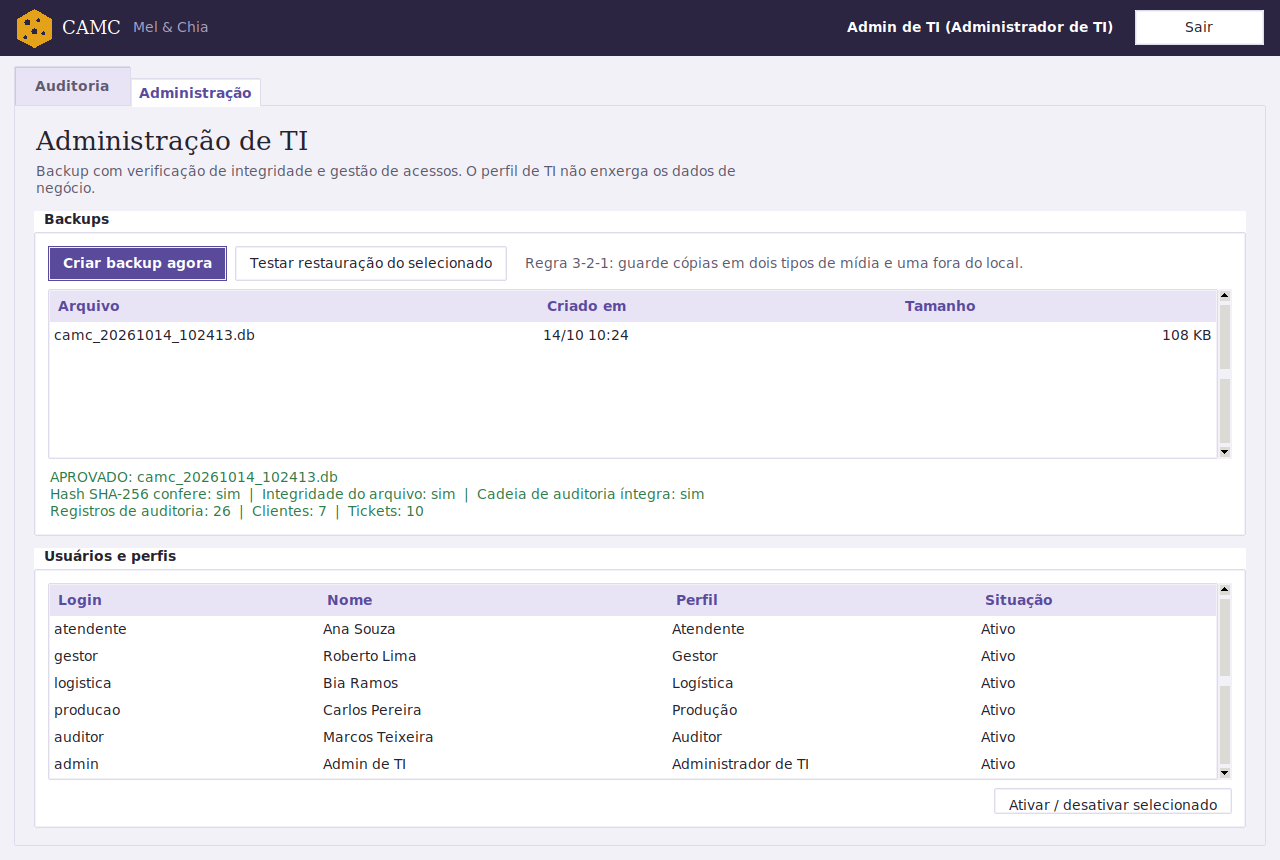 CAMC Mel & Chia Admin de TI (Administrador de TI) Sair
Auditoria Administração
Administração de TI
Backup com verificação de integridade e gestão de acessos. O perfil de TI não enxerga os dados de
negócio.
Backups
Criar backup agora Testar restauração do selecionado Regra 3-2-1: guarde cópias em dois tipos de mídia e uma fora do local.
Arquivo Criado em Tamanho
camc_20261014_102413.db 14/10 10:24 108 KB
APROVADO: camc_20261014_102413.db
Hash SHA-256 confere: sim | Integridade do arquivo: sim | Cadeia de auditoria íntegra: sim
Registros de auditoria: 26 | Clientes: 7 | Tickets: 10
Usuários e perfis
Login Nome Perfil Situação
atendente Ana Souza Atendente Ativo
gestor Roberto Lima Gestor Ativo
logistica Bia Ramos Logística Ativo
producao Carlos Pereira Produção Ativo
auditor Marcos Teixeira Auditor Ativo
admin Admin de TI Administrador de TI Ativo
Ativar / desativar selecionado